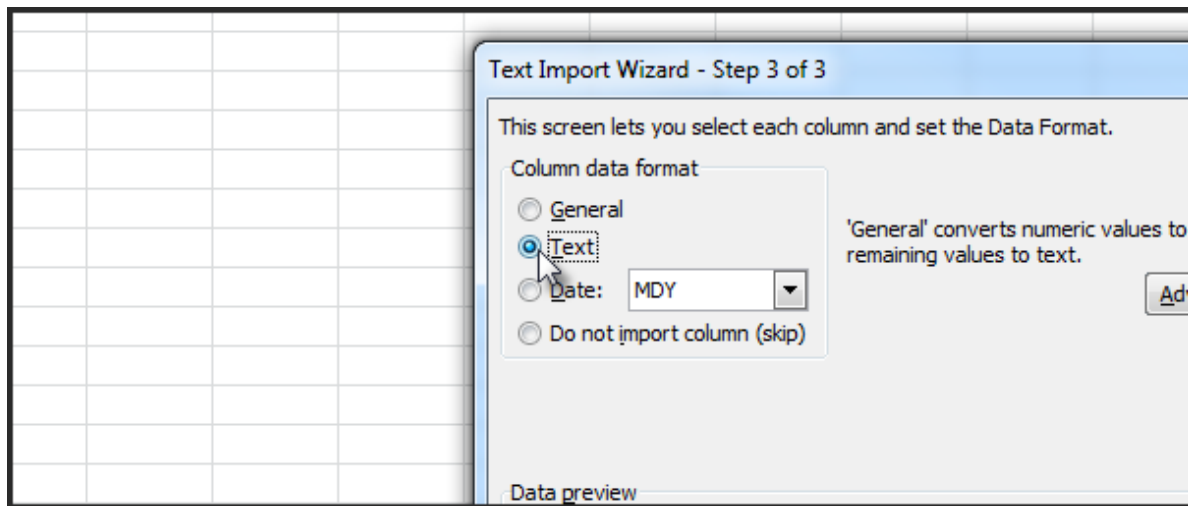 Text Import Wizard - Step 3 of 3
This screen lets you select each column and set the Data Format.
Column data format
General
Text
Date: MDY
Do not import column (skip)
'General' converts numeric values to
remaining values to text.
Data preview